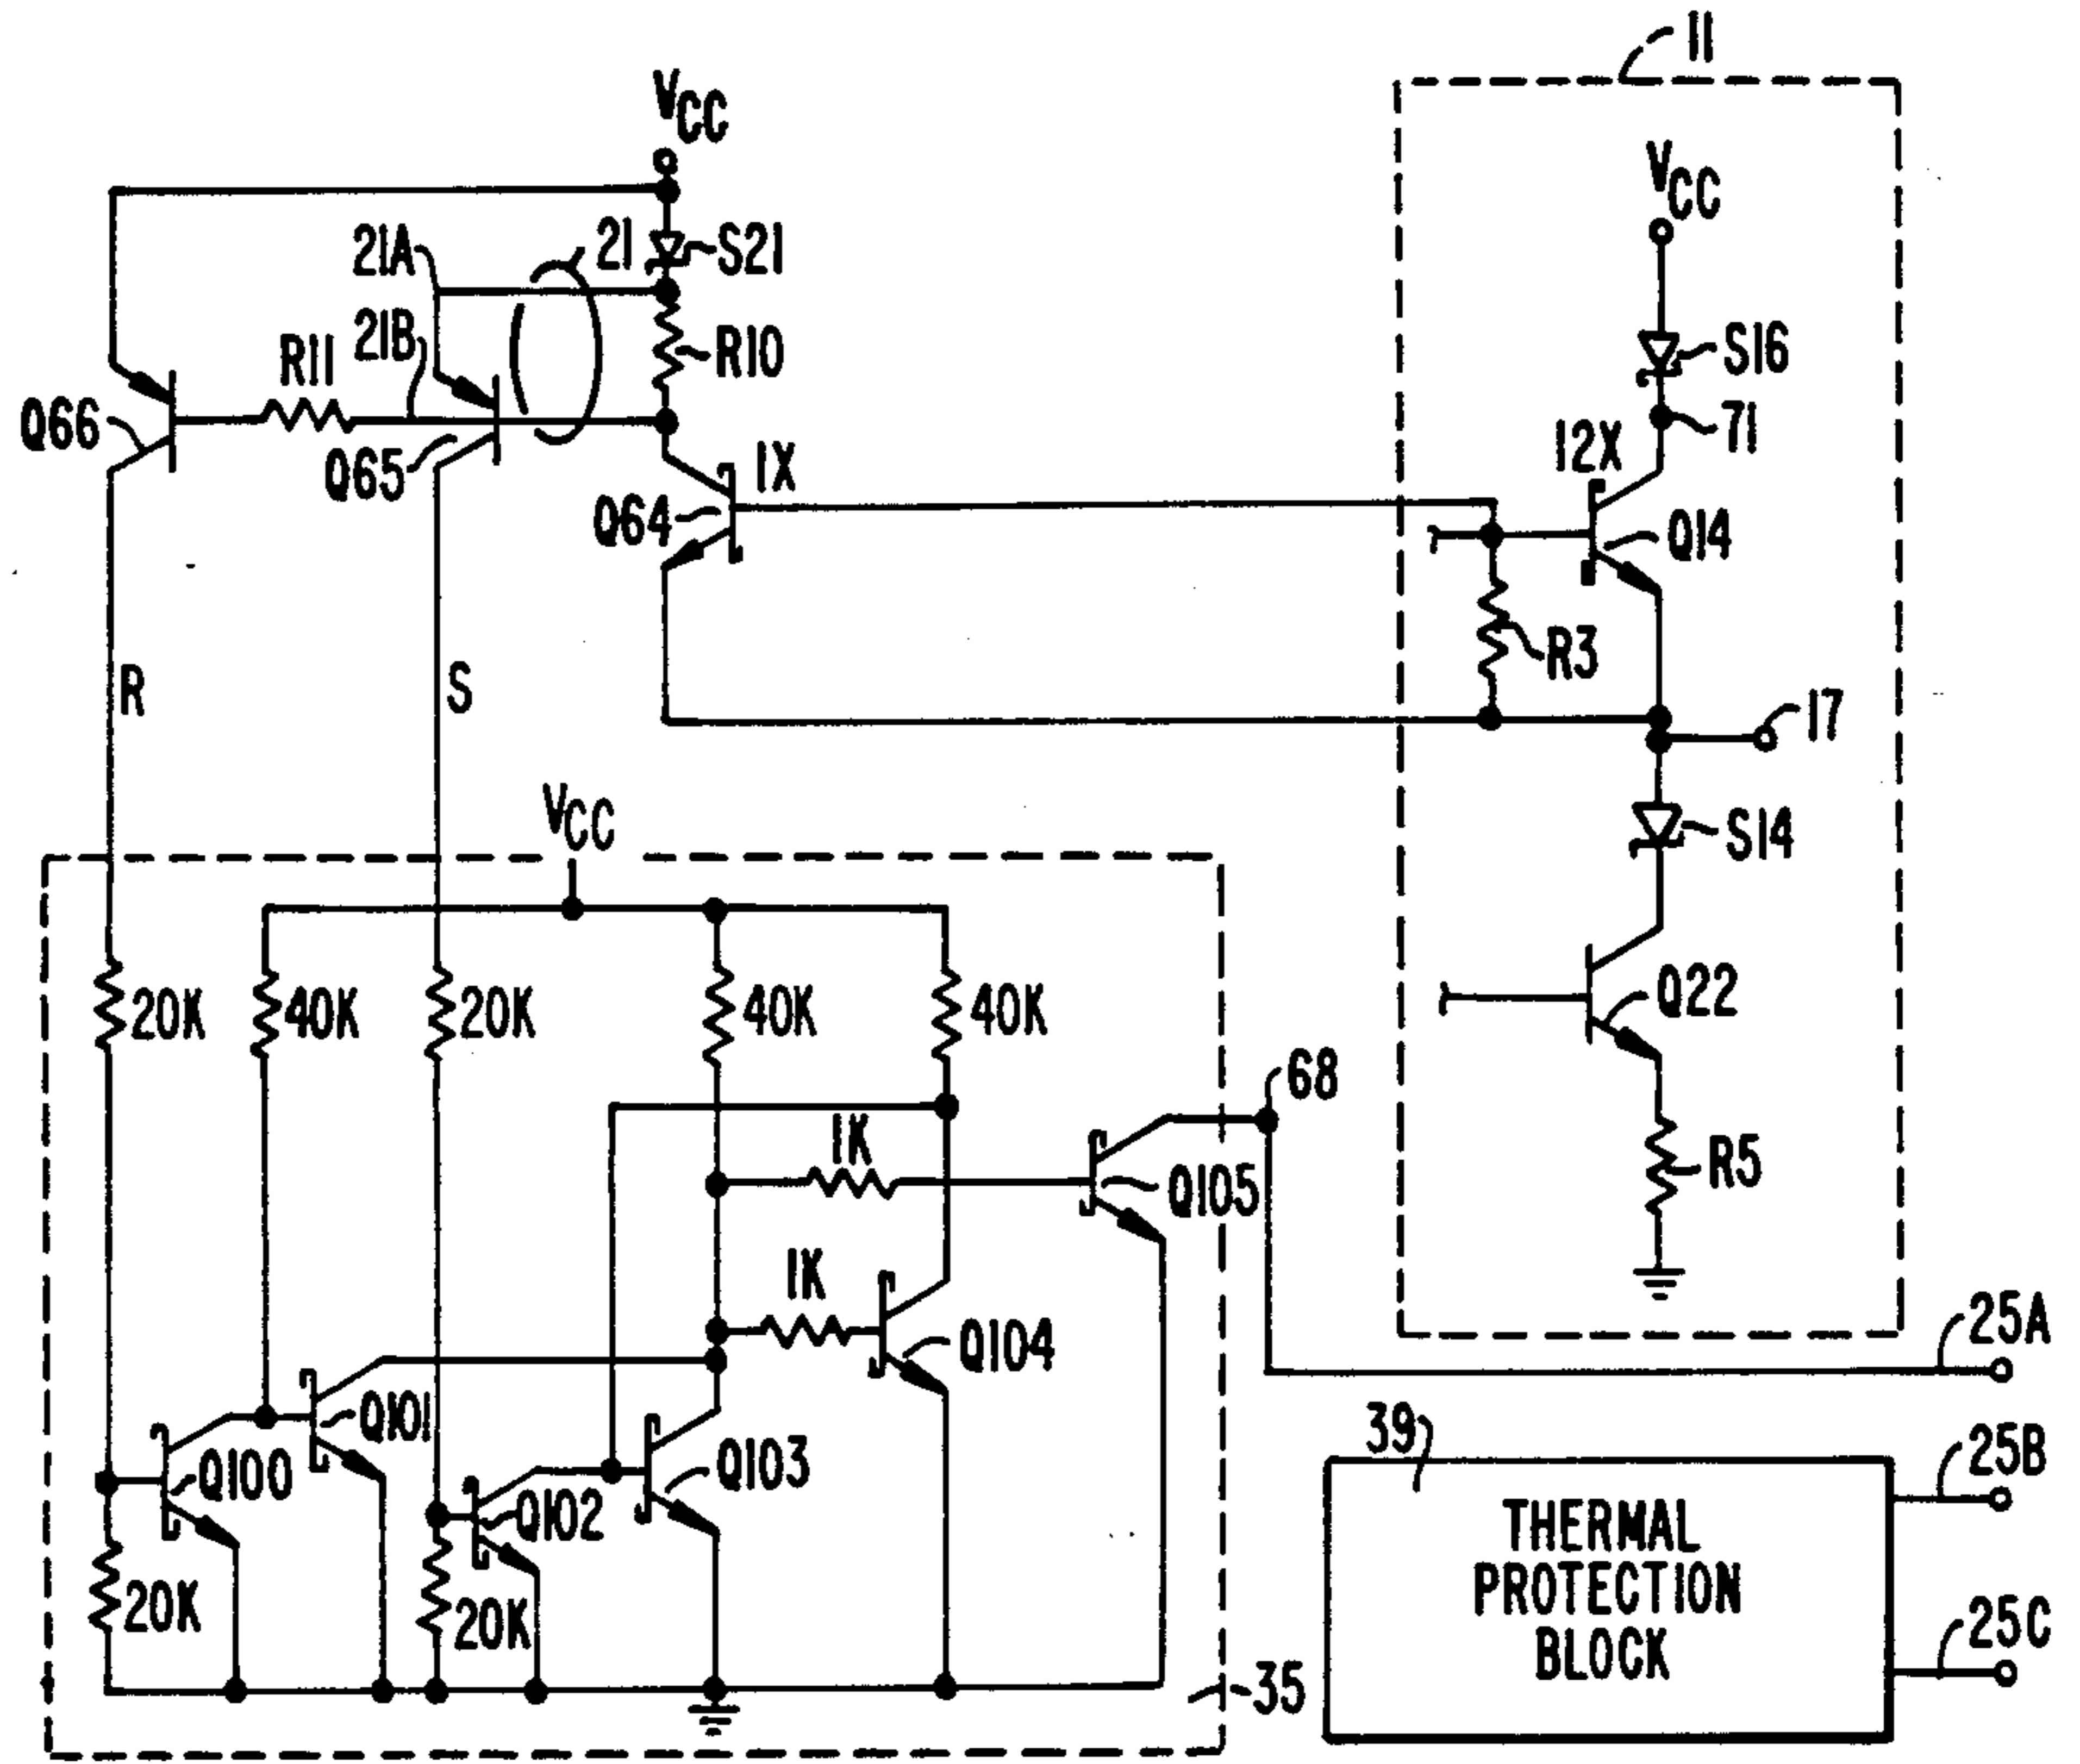 11
VCC
VCC
21A
21
S21
21B
R11
R10
S16
71
Q66
Q65
1X
12X
Q64
Q14
R3
R
S
17
VCC
S14
20K
40K
20K
40K
40K
Q22
68
1K
Q105
R5
1K
Q104
25A
Q101
39
Q100
Q103
25B
Q102
THERMAL
PROTECTION
BLOCK
20K
20K
25C
35